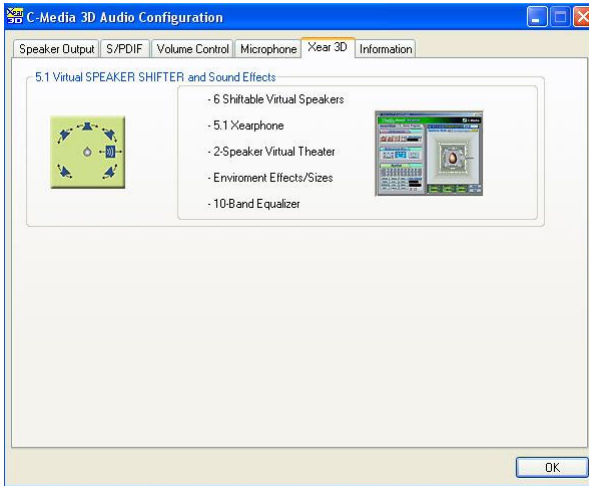 Xear 3D C-Media 3D Audio Configuration
Speaker Output S/PDIF Volume Control Microphone Xear 3D Information
5.1 Virtual SPEAKER SHIFTER and Sound Effects
- 6 Shiftable Virtual Speakers
- 5.1 Xearphone
- 2-Speaker Virtual Theater
- Enviroment Effects/Sizes
- 10-Band Equalizer
OK